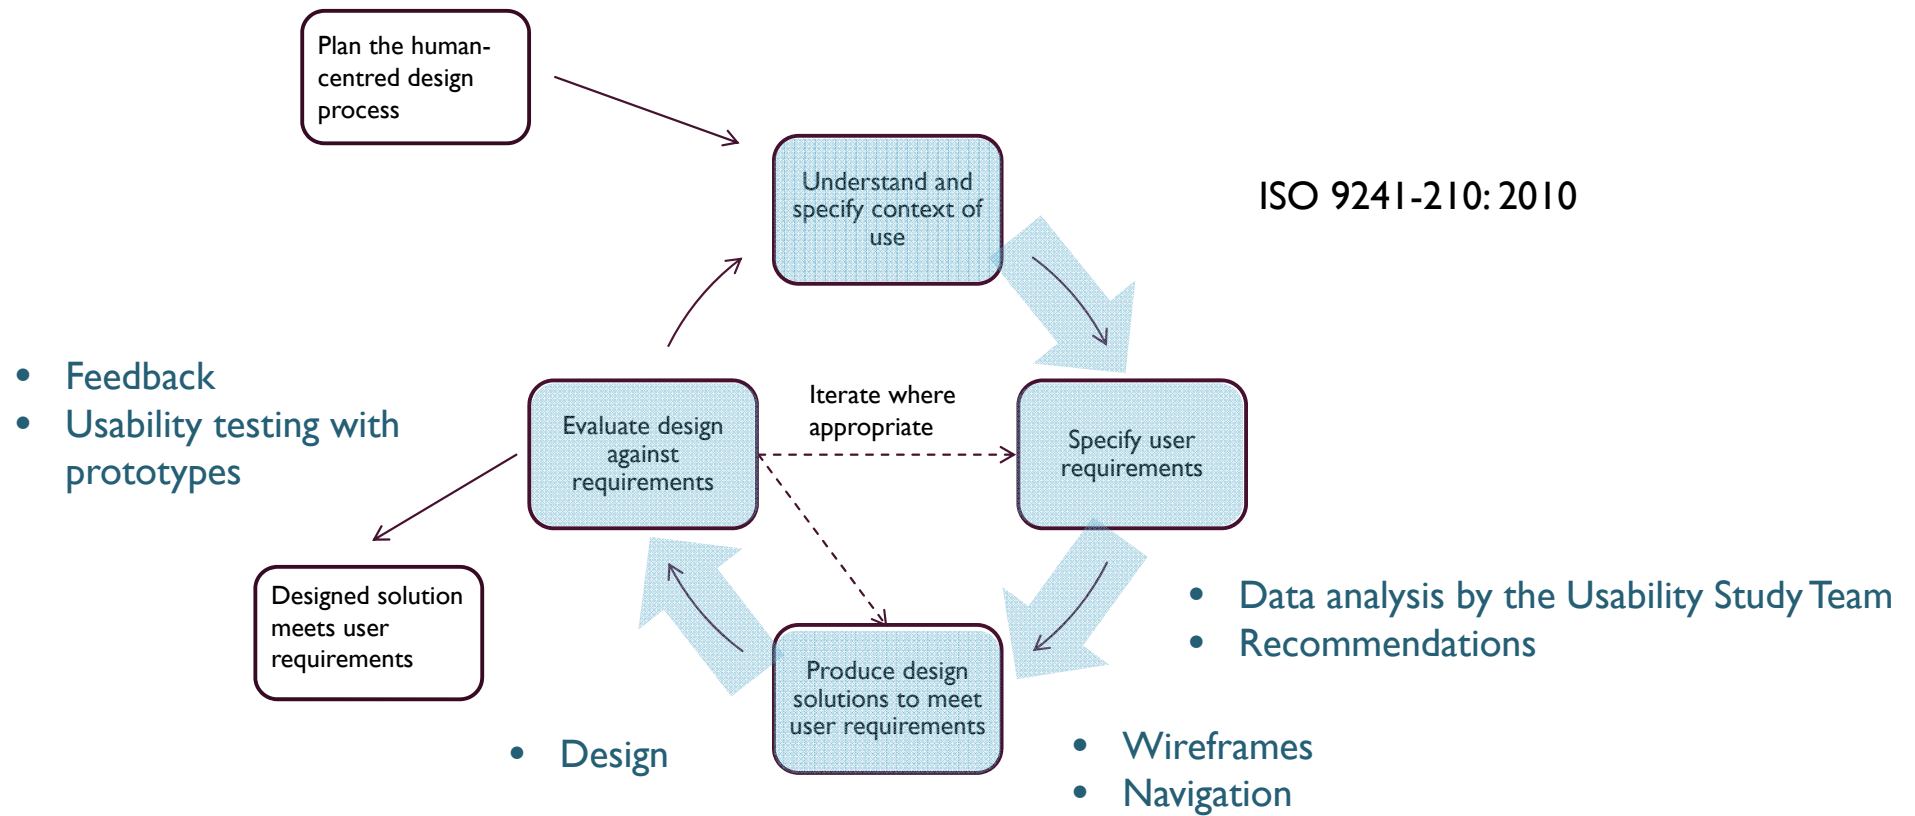 Plan the human-
centred design
process
Understand and
specify context of
use
ISO 9241-210: 2010
• Feedback
• Usability testing with
prototypes
Evaluate design
against
requirements
Iterate where
appropriate
Specify user
requirements
Designed solution
meets user
requirements
• Data analysis by the Usability Study Team
• Recommendations
Produce design
solutions to meet
user requirements
• Design
• Wireframes
• Navigation